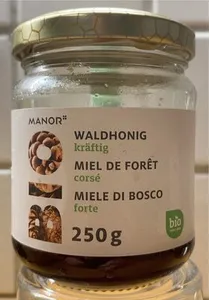 MANOR
WALDHONIG
kräftig
MIEL DE FORÊT
corsé
MIELE DI BOSCO
forte
250 g
bio